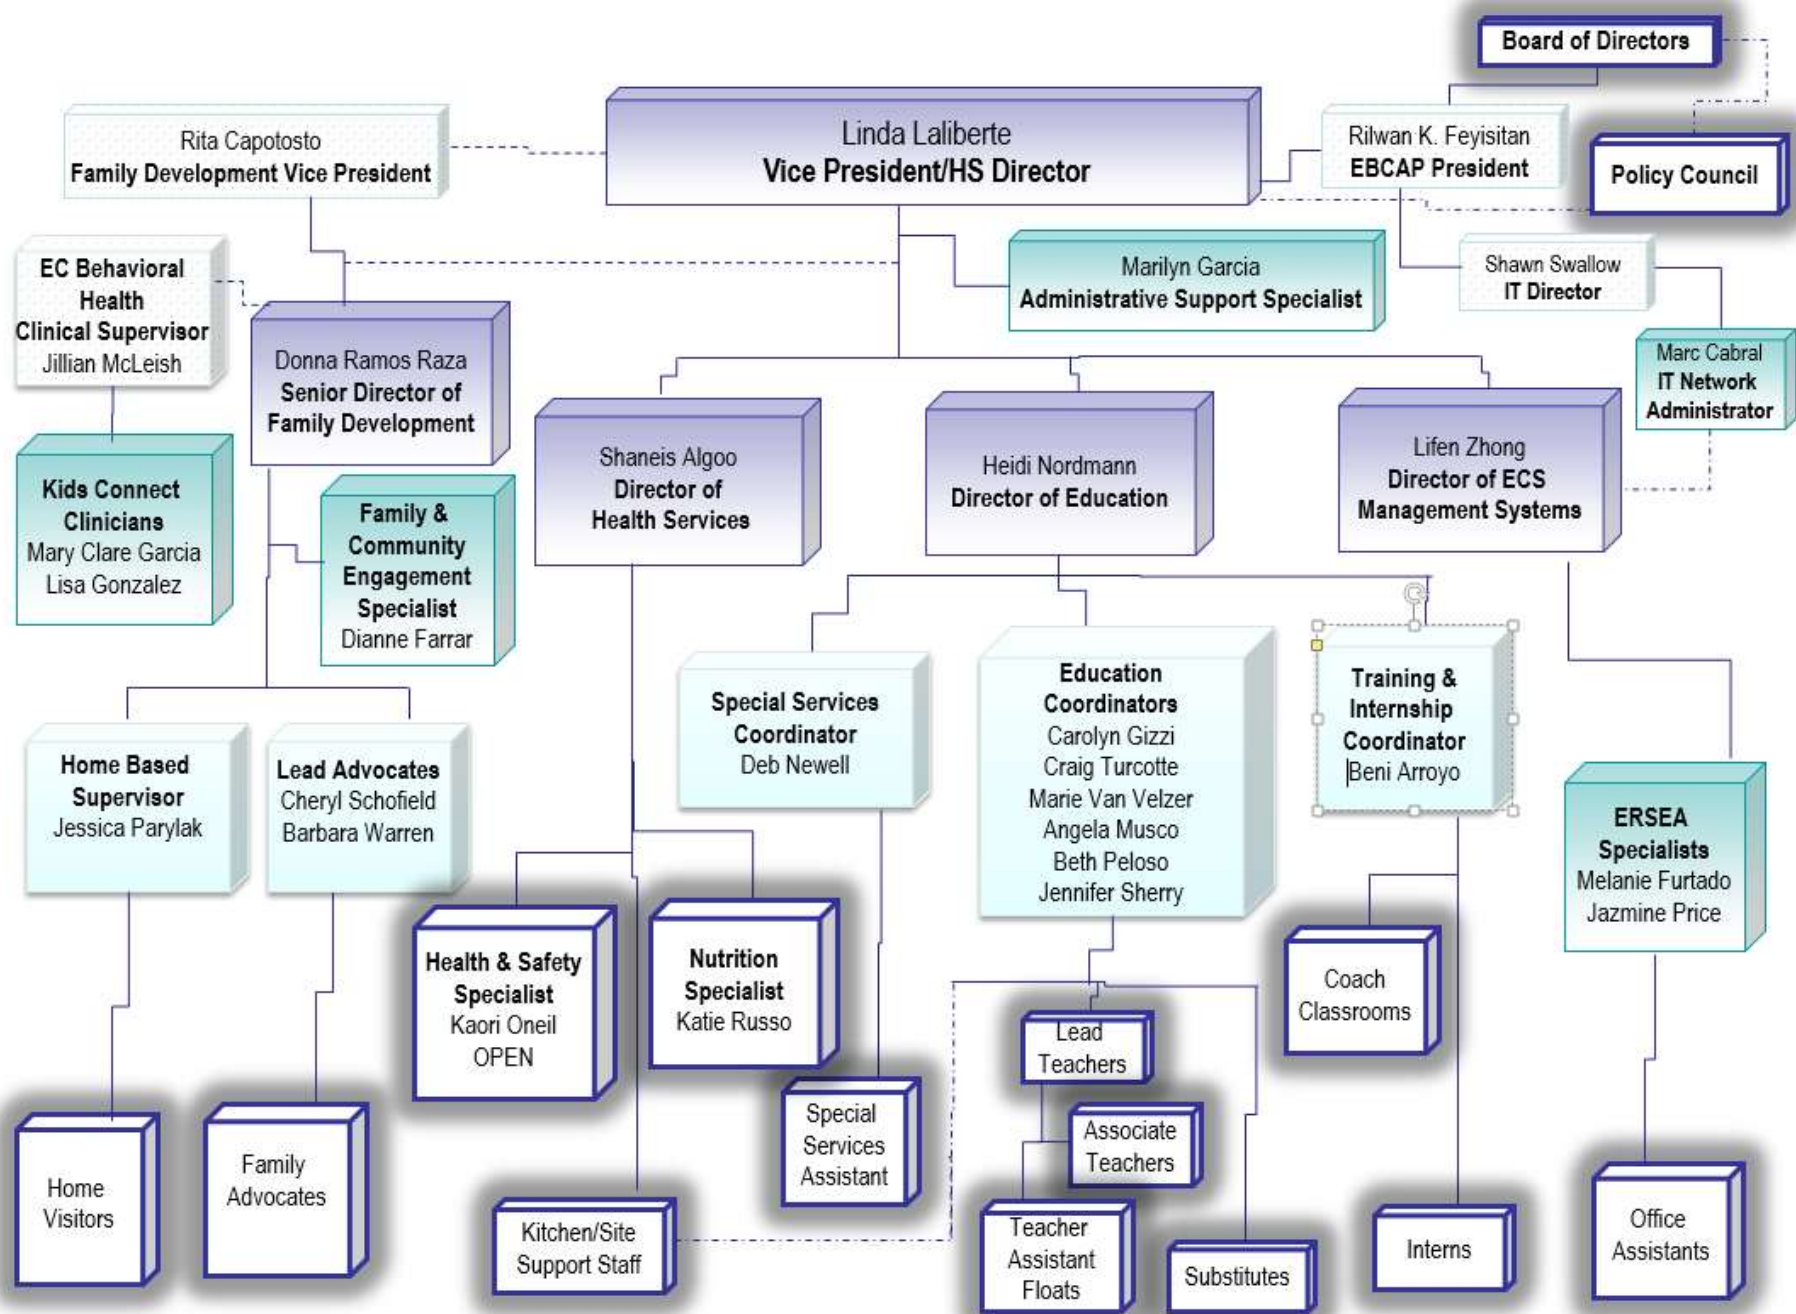 Board of Directors
Rita Capotosto
Family Development Vice President
Linda Laliberte
Vice President/HS Director
Rilwan K. Feyisitan
EBCAP President
Policy Council
EC Behavioral
Health
Clinical Supervisor
Jillian McLeish
Marilyn Garcia
Administrative Support Specialist
Shawn Swallow
IT Director
Donna Ramos Raza
Senior Director of
Family Development
Marc Cabral
IT Network
Administrator
Shaneis Algoo
Director of
Health Services
Heidi Nordmann
Director of Education
Lifen Zhong
Director of ECS
Management Systems
Kids Connect
Clinicians
Mary Clare Garcia
Lisa Gonzalez
Family &
Community
Engagement
Specialist
Dianne Farrar
Special Services
Coordinator
Deb Newell
Education
Coordinators
Carolyn Gizzi
Craig Turcotte
Marie Van Velzer
Angela Musco
Beth Peloso
Jennifer Sherry
Training &
Internship
Coordinator
Beni Arroyo
Home Based
Supervisor
Jessica Parylak
Lead Advocates
Cheryl Schofield
Barbara Warren
ERSEA
Specialists
Melanie Furtado
Jazmine Price
Health & Safety
Specialist
Kaori Oneil
OPEN
Nutrition
Specialist
Katie Russo
Coach
Classrooms
Lead
Teachers
Special
Services
Assistant
Associate
Teachers
Home
Visitors
Family
Advocates
Kitchen/Site
Support Staff
Teacher
Assistant
Floats
Substitutes
Interns
Office
Assistants